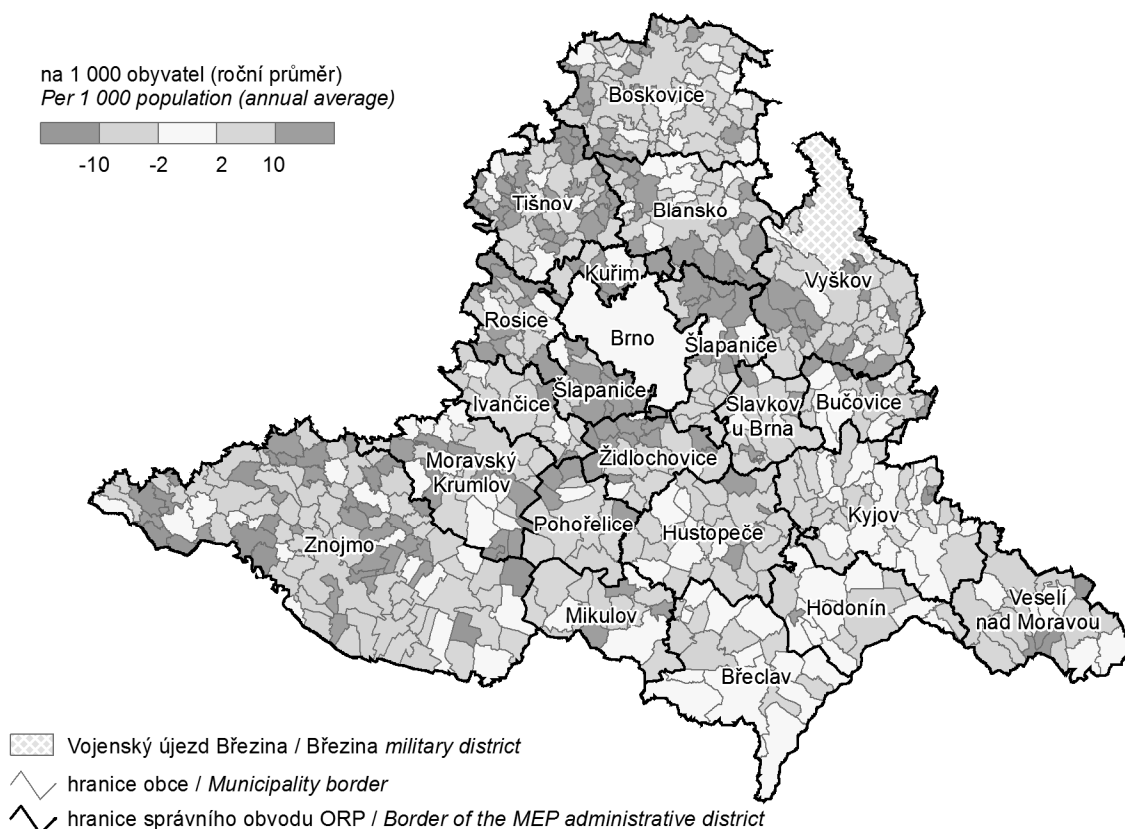 na 1 000 obyvatel (roční průměr)
Per 1 000 population (annual average)
-10 -2 2 10
Boskovice
Tišnov
Blansko
Kuřim
Vyškov
Rosice
Brno
Šlapanice
Šlapanice
Ivančice
Slavkov
u Brna
Bučovice
Moravský
Krumlov
Židlochovice
Znojmo
Pohořelice
Hustopeče
Kyjov
Mikulov
Hodonín
Veselí
nad Moravou
Břeclav
Vojenský újezd Březina / Březina military district
hranice obce / Municipality border
hranice správního obvodu ORP / Border of the MEP administrative district